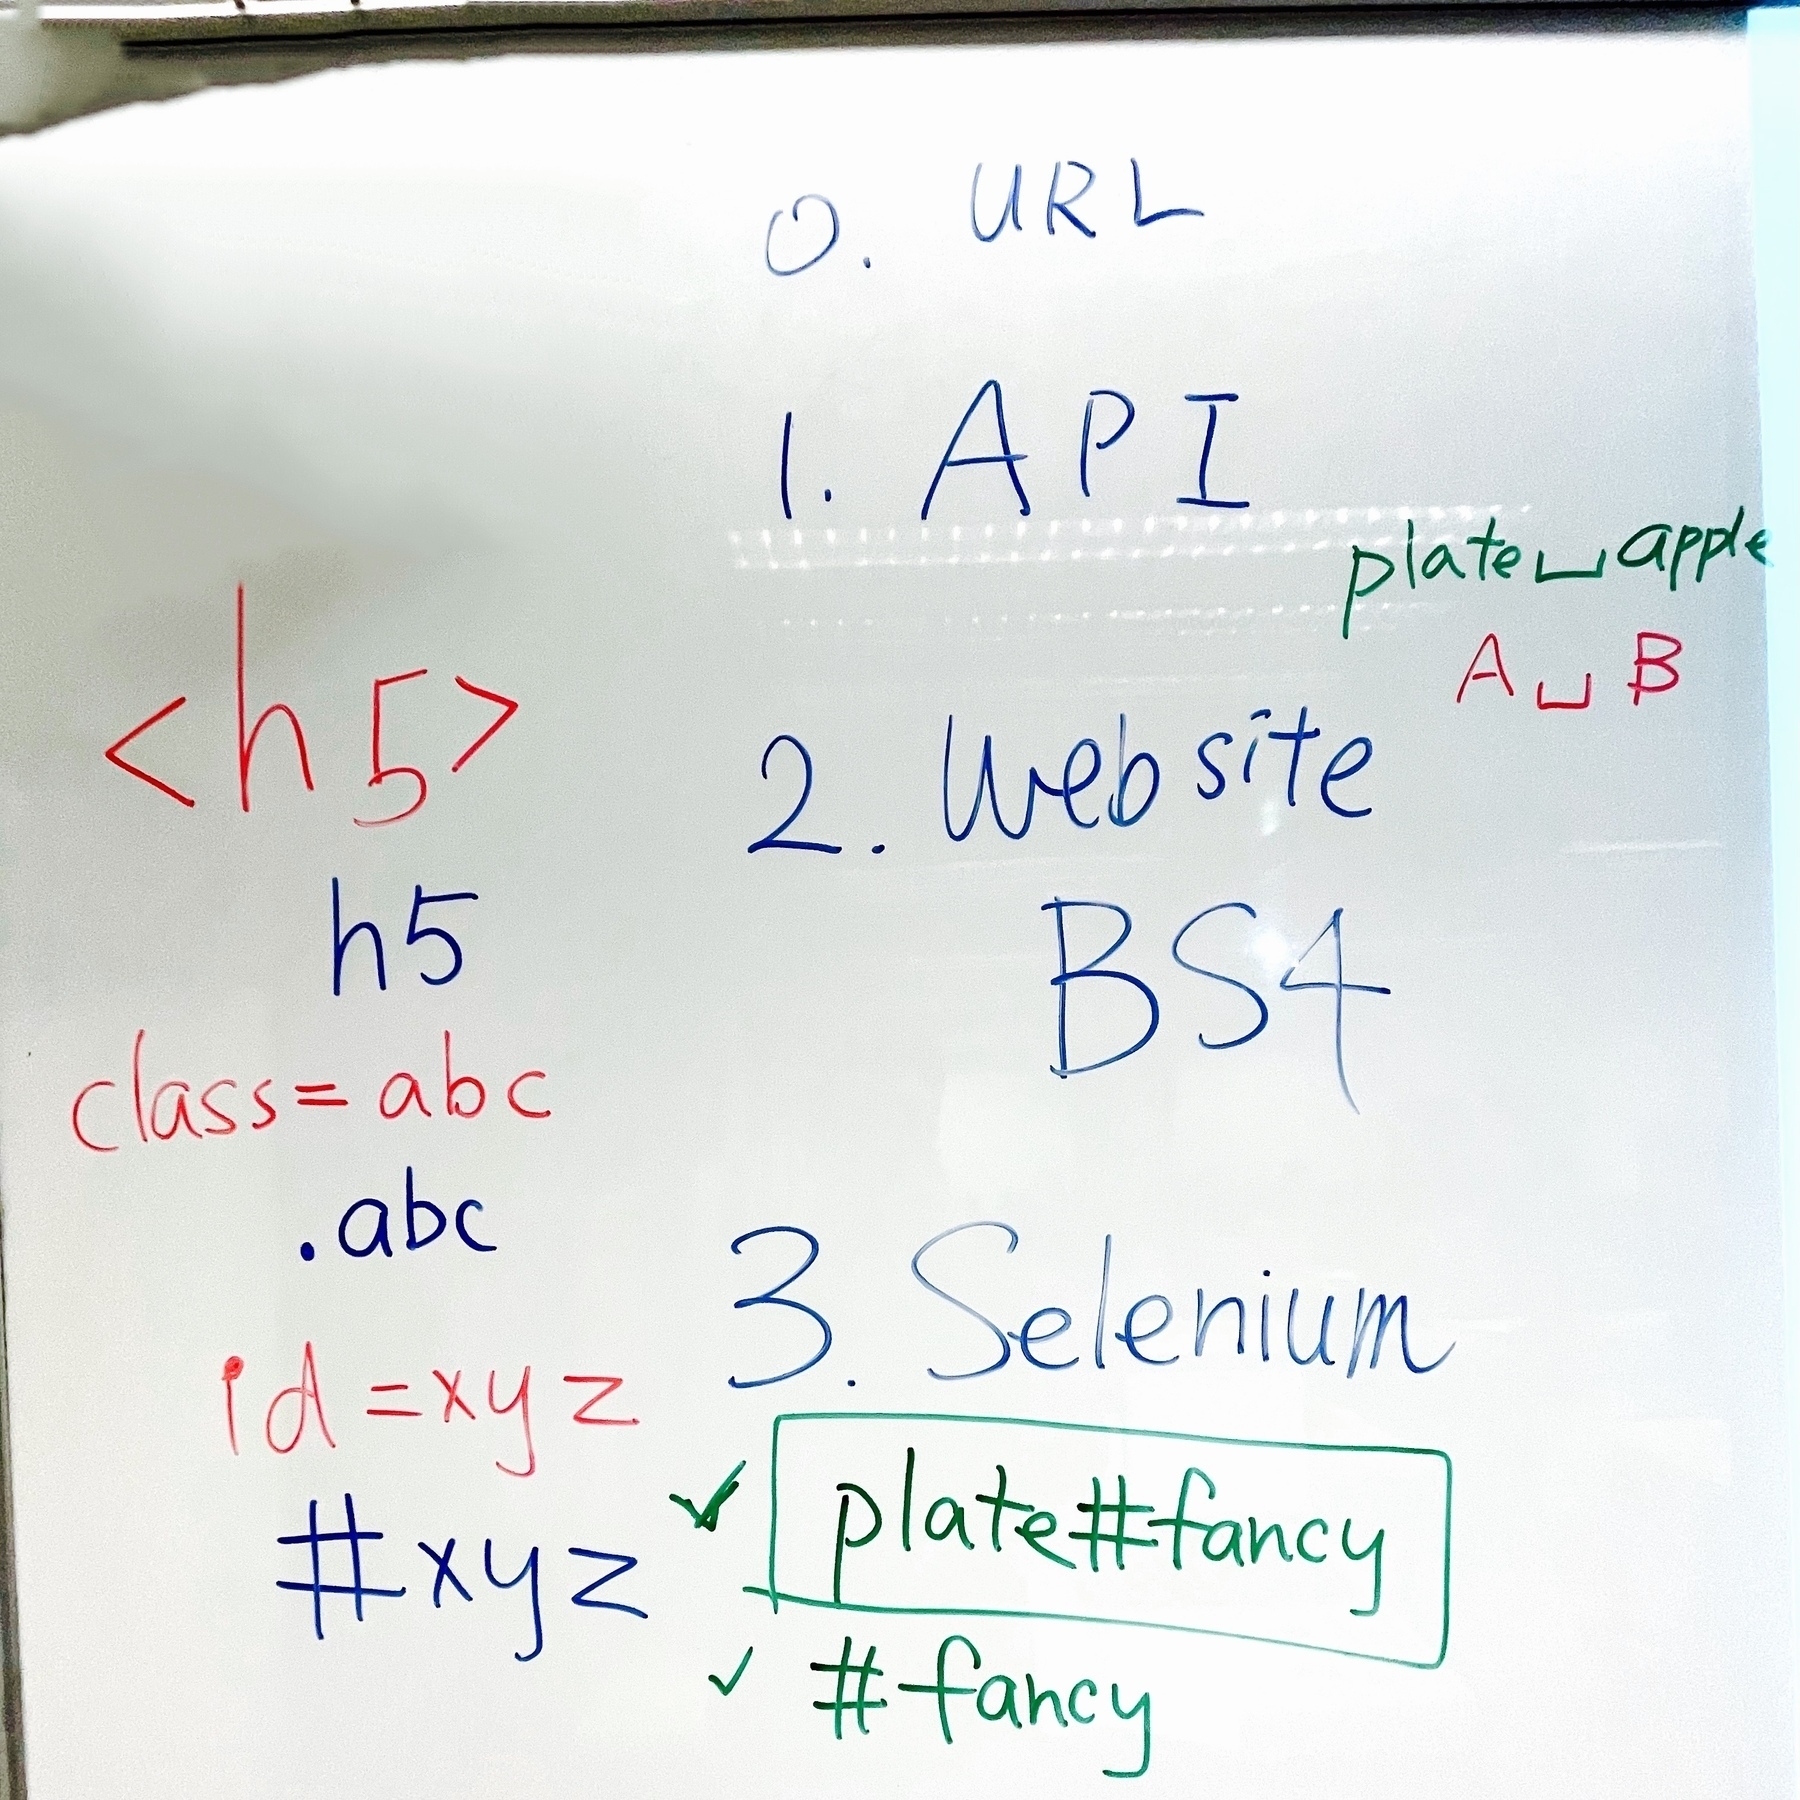 0. URL
1. API
plate␣apple
A␣B
2. Website
BS4
3. Selenium
plate#fancy
#fancy
<h5>
h5
class=abc
.abc
id=xyz
#xyz